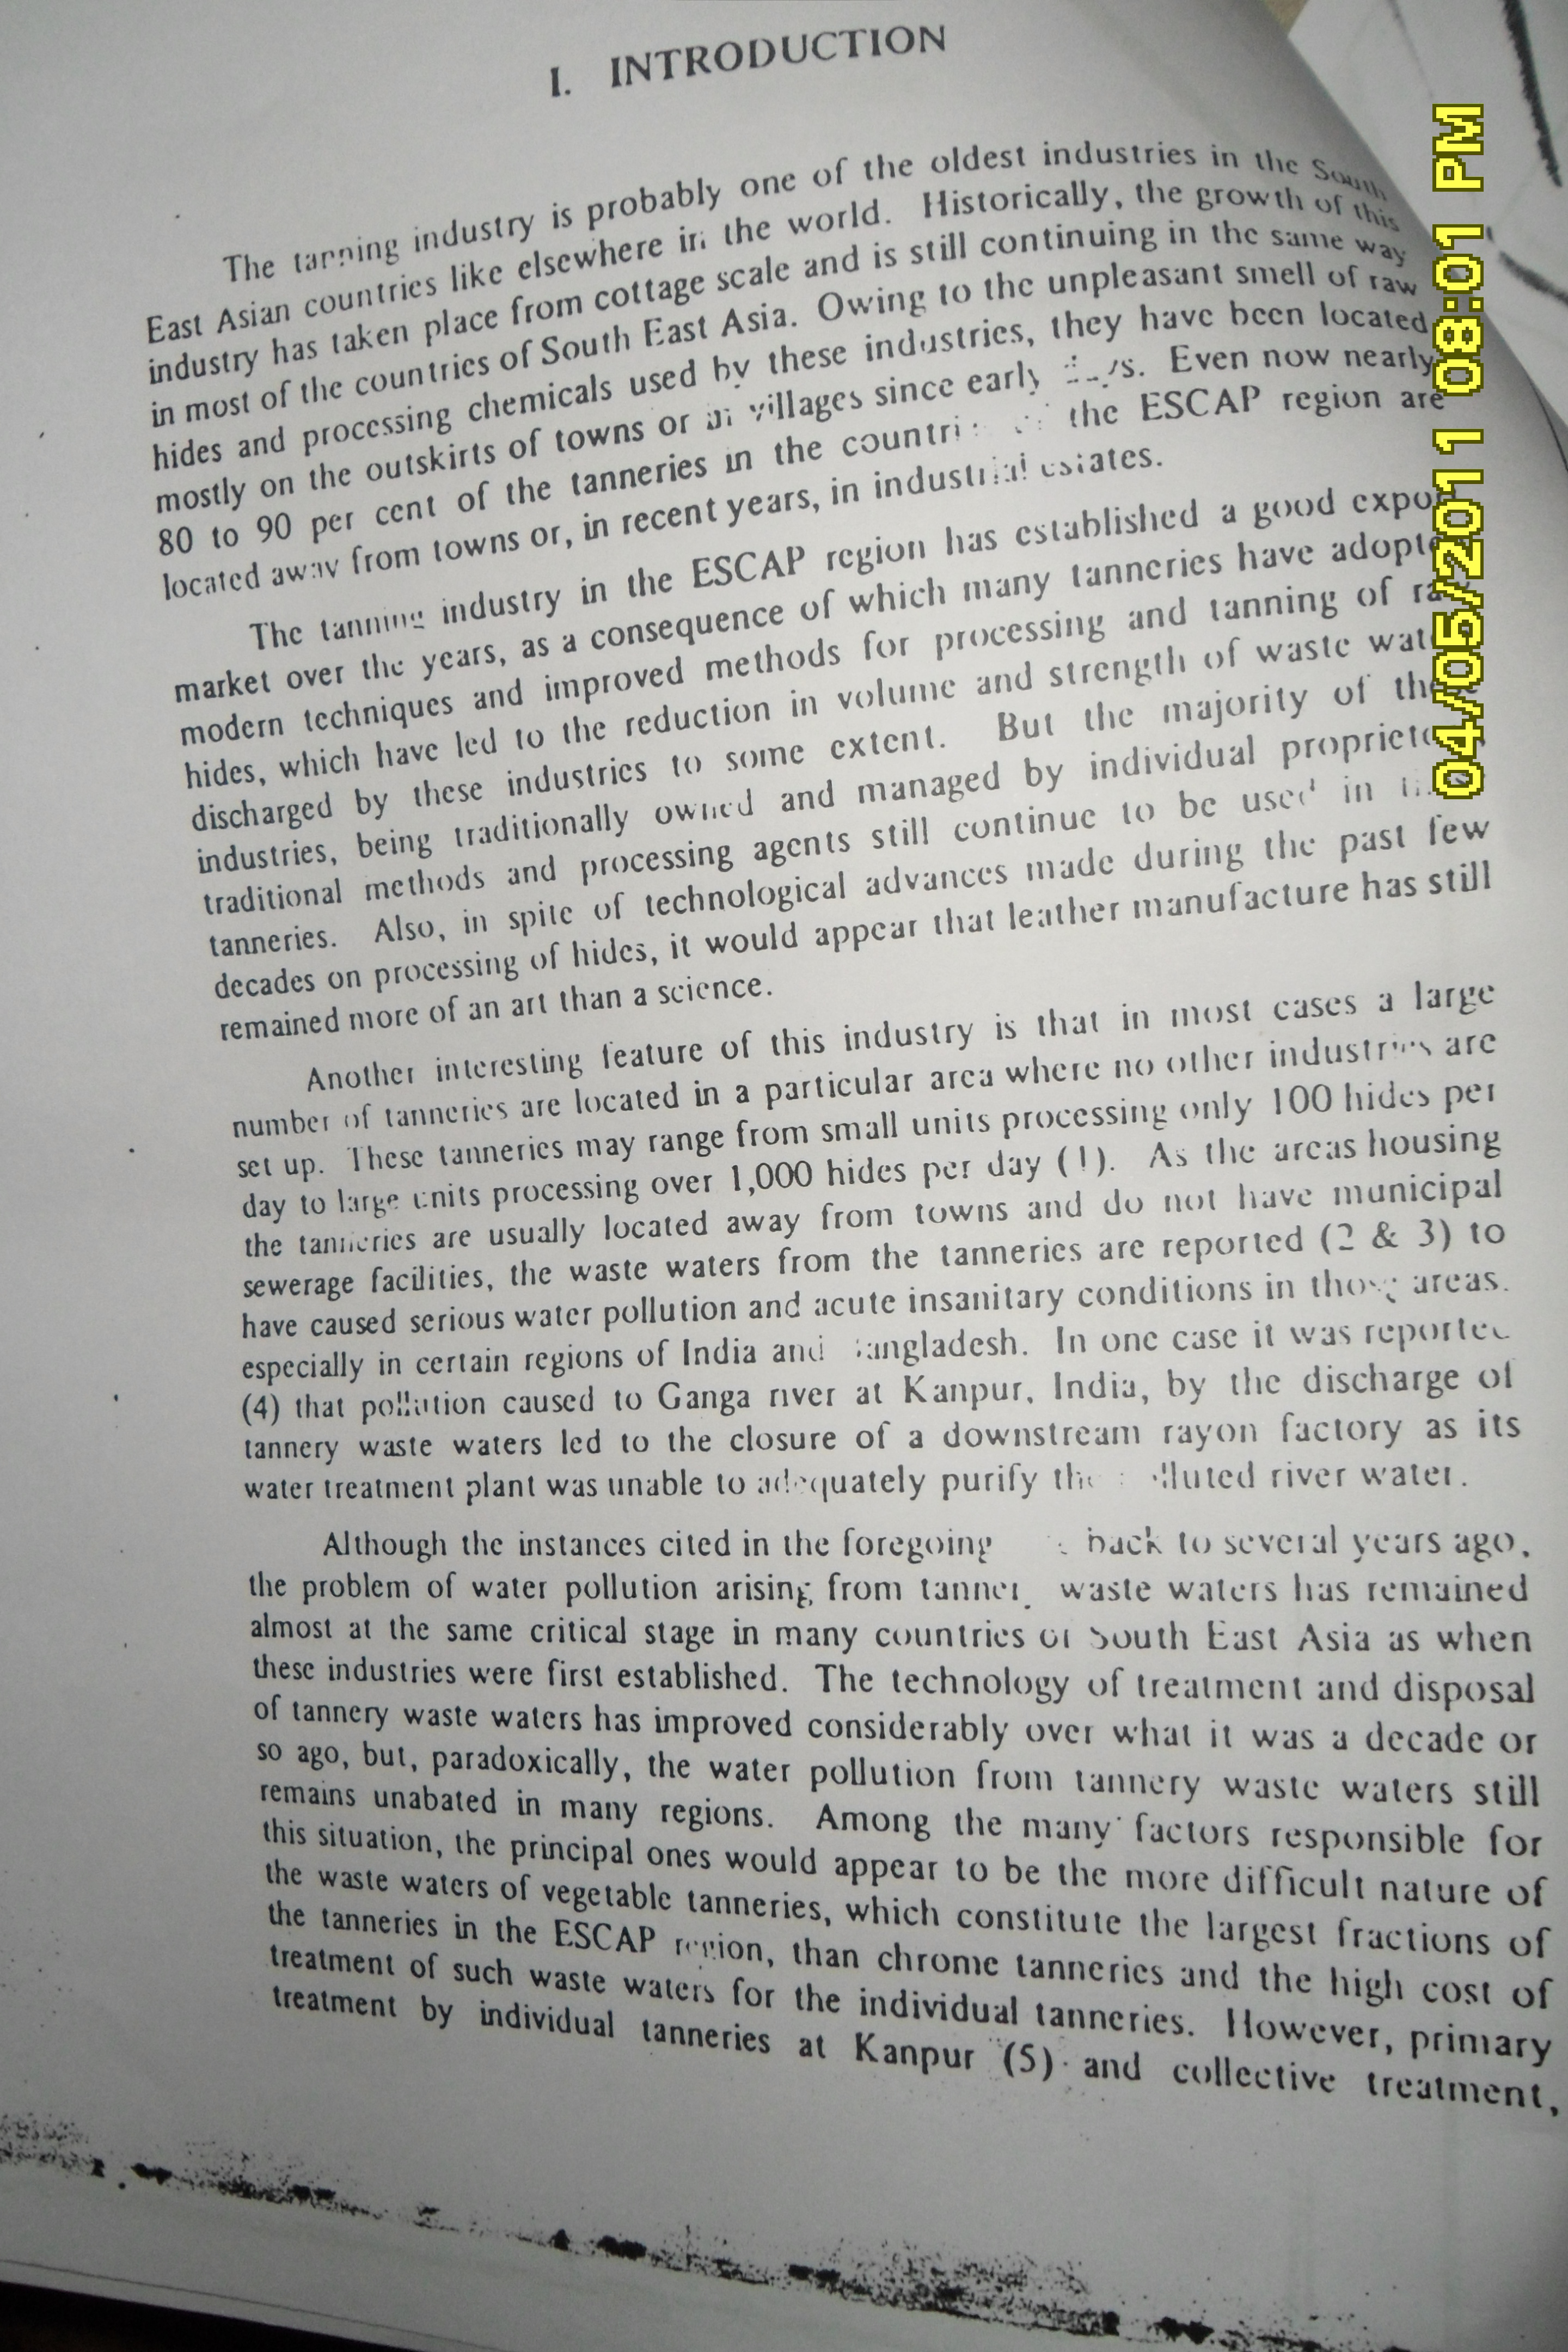 I. INTRODUCTION
The tanning industry is probably one of the oldest industries in the South
East Asian countries like elsewhere in the world. Historically, the growth of this
industry has taken place from cottage scale and is still continuing in the same way
in most of the countries of South East Asia. Owing to the unpleasant smell of raw
hides and processing chemicals used by these industries, they have been located
mostly on the outskirts of towns or in villages since early Even now nearly
80 to 90 per cent of the tanneries in the the ESCAP region are
located away from towns or, in recent years, in industrial estates.
The tanning industry in the ESCAP region has established a good
market over the years, as a consequence of which many tanneries have
modern techniques and improved methods for processing and tanning of
hides, which have led to the reduction in volume and strength of waste
discharged by these industries to some extent. But the majority of
industries, being traditionally owned and managed by individual
traditional methods and processing agents still continue to be used in
tanneries. Also, in spite of technological advances made during the past few
decades on processing of hides, it would appear that leather manufacture has still
remained more of an art than a science.
Another interesting feature of this industry is that in most cases a large
number of tanneries are located in a particular area where no other industries are
set up. These tanneries may range from small units processing only 100 hides per
day to large units processing over 1,000 hides per day (1). As the areas housing
the tanneries are usually located away from towns and do not have municipal
sewerage facilities, the waste waters from the tanneries are reported (2 & 3) to
have caused serious water pollution and acute insanitary conditions in those areas.
especially in certain regions of India and Bangladesh. In one case it was reported
(4) that pollution caused to Ganga river at Kanpur, India, by the discharge of
tannery waste waters led to the closure of a downstream rayon factory as its
water treatment plant was unable to adequately purify the polluted river water.
Although the instances cited in the foregoing back to several years ago,
the problem of water pollution arising from tannery waste waters has remained
almost at the same critical stage in many countries of South East Asia as when
these industries were first established. The technology of treatment and disposal
of tannery waste waters has improved considerably over what it was a decade or
so ago, but, paradoxically, the water pollution from tannery waste waters still
remains unabated in many regions. Among the many factors responsible for
this situation, the principal ones would appear to be the more difficult nature of
the waste waters of vegetable tanneries, which constitute the largest fractions of
the tanneries in the ESCAP region, than chrome tanneries and the high cost of
treatment of such waste waters for the individual tanneries. However, primary
treatment by individual tanneries at Kanpur (5) and collective treatment,
04/05/2011 08:01 PM